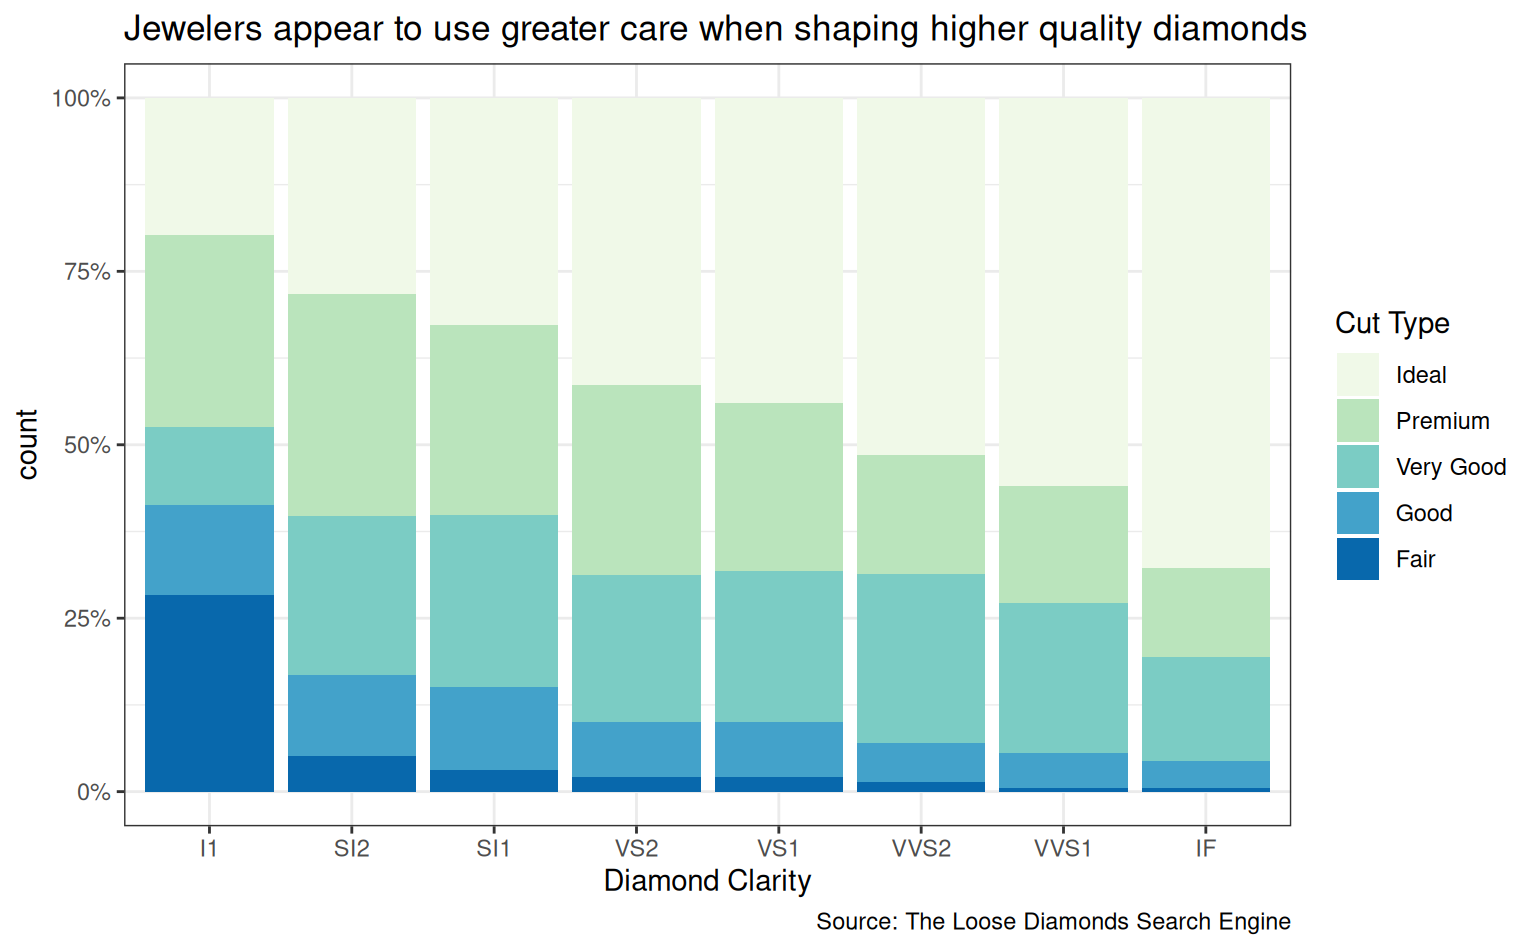 Jewelers appear to use greater care when shaping higher quality diamonds
100%
75%
50%
25%
0%
count
I1 SI2 SI1 VS2 VS1 VVS2 VVS1 IF
Diamond Clarity
Cut Type
Ideal
Premium
Very Good
Good
Fair
Source: The Loose Diamonds Search Engine